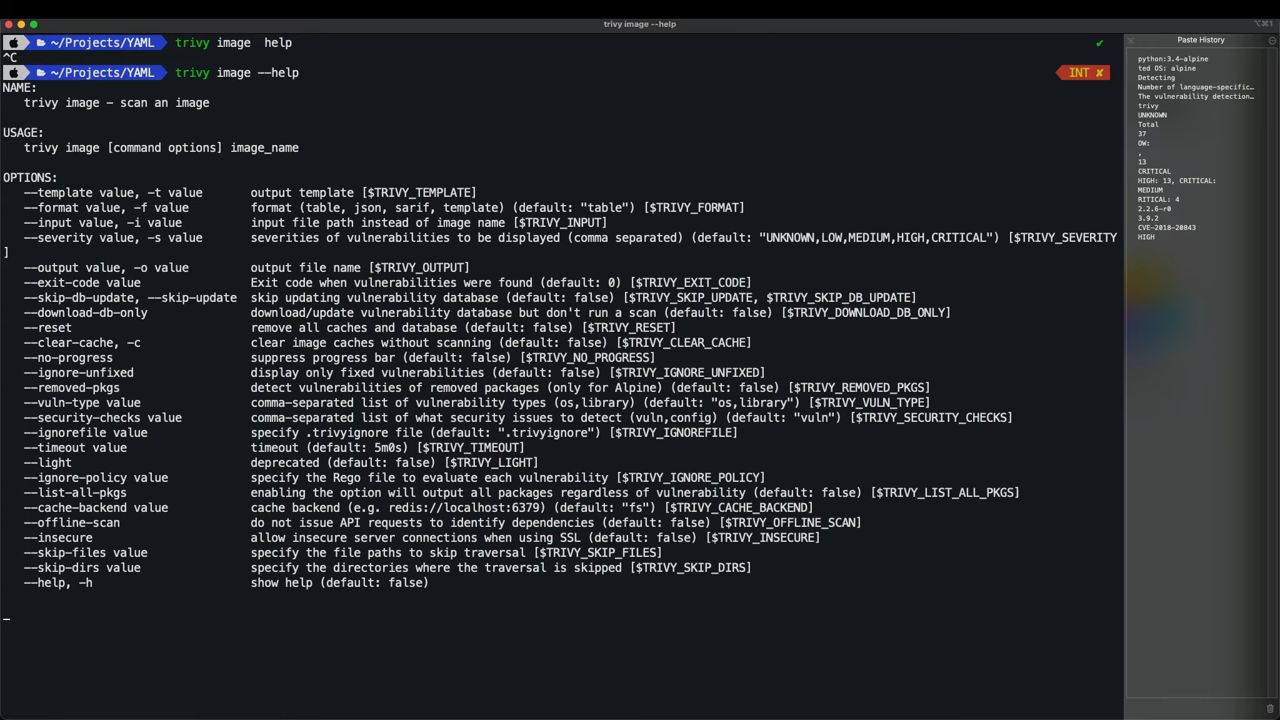 trivy image --help
⌥⌘1
~/Projects/YAML trivy image  help ✔
^C
~/Projects/YAML trivy image --help INT ✘
NAME:
trivy image - scan an image
USAGE:
trivy image [command options] image_name
OPTIONS:
--template value, -t value output template [$TRIVY_TEMPLATE]
--format value, -f value format (table, json, sarif, template) (default: "table") [$TRIVY_FORMAT]
--input value, -i value input file path instead of image name [$TRIVY_INPUT]
--severity value, -s value severities of vulnerabilities to be displayed (comma separated) (default: "UNKNOWN,LOW,MEDIUM,HIGH,CRITICAL") [$TRIVY_SEVERITY
]
--output value, -o value output file name [$TRIVY_OUTPUT]
--exit-code value Exit code when vulnerabilities were found (default: 0) [$TRIVY_EXIT_CODE]
--skip-db-update, --skip-update skip updating vulnerability database (default: false) [$TRIVY_SKIP_UPDATE, $TRIVY_SKIP_DB_UPDATE]
--download-db-only download/update vulnerability database but don't run a scan (default: false) [$TRIVY_DOWNLOAD_DB_ONLY]
--reset remove all caches and database (default: false) [$TRIVY_RESET]
--clear-cache, -c clear image caches without scanning (default: false) [$TRIVY_CLEAR_CACHE]
--no-progress suppress progress bar (default: false) [$TRIVY_NO_PROGRESS]
--ignore-unfixed display only fixed vulnerabilities (default: false) [$TRIVY_IGNORE_UNFIXED]
--removed-pkgs detect vulnerabilities of removed packages (only for Alpine) (default: false) [$TRIVY_REMOVED_PKGS]
--vuln-type value comma-separated list of vulnerability types (os,library) (default: "os,library") [$TRIVY_VULN_TYPE]
--security-checks value comma-separated list of what security issues to detect (vuln,config) (default: "vuln") [$TRIVY_SECURITY_CHECKS]
--ignorefile value specify .trivyignore file (default: ".trivyignore") [$TRIVY_IGNOREFILE]
--timeout value timeout (default: 5m0s) [$TRIVY_TIMEOUT]
--light deprecated (default: false) [$TRIVY_LIGHT]
--ignore-policy value specify the Rego file to evaluate each vulnerability [$TRIVY_IGNORE_POLICY]
--list-all-pkgs enabling the option will output all packages regardless of vulnerability (default: false) [$TRIVY_LIST_ALL_PKGS]
--cache-backend value cache backend (e.g. redis://localhost:6379) (default: "fs") [$TRIVY_CACHE_BACKEND]
--offline-scan do not issue API requests to identify dependencies (default: false) [$TRIVY_OFFLINE_SCAN]
--insecure allow insecure server connections when using SSL (default: false) [$TRIVY_INSECURE]
--skip-files value specify the file paths to skip traversal [$TRIVY_SKIP_FILES]
--skip-dirs value specify the directories where the traversal is skipped [$TRIVY_SKIP_DIRS]
--help, -h show help (default: false)
Paste History
python:3.4-alpine
ted OS: alpine
Detecting
Number of language-specific…
The vulnerability detection…
trivy
UNKNOWN
Total
37
OW:
,
13
CRITICAL
HIGH: 13, CRITICAL:
MEDIUM
RITICAL: 4
2.2.6-r0
3.9.2
CVE-2018-20843
HIGH